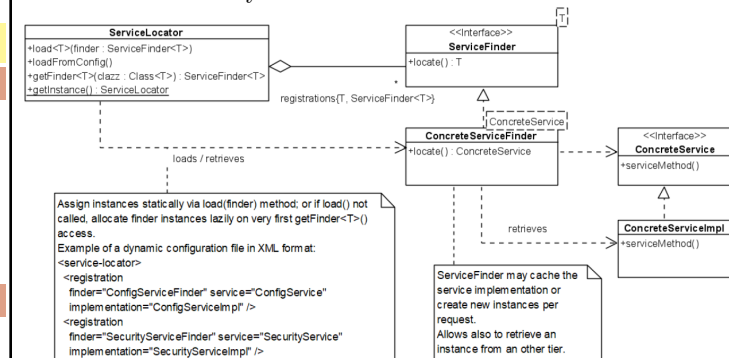 ServiceLocator
+load<T>(finder : ServiceFinder<T>)
+loadFromConfig()
+getFinder<T>(clazz : Class<T>) : ServiceFinder<T>
+getInstance() : ServiceLocator
T
<<Interface>>
ServiceFinder
+locate() : T
*
registrations{T, ServiceFinder<T>}
ConcreteService
ConcreteServiceFinder
+locate() : ConcreteService
<<Interface>>
ConcreteService
+serviceMethod()
loads / retrieves
retrieves
ConcreteServiceImpl
+serviceMethod()
Assign instances statically via load(finder) method; or if load() not
called, allocate finder instances lazily on very first getFinder<T>()
access.
Example of a dynamic configuration file in XML format:
<service-locator>
<registration
finder="ConfigServiceFinder" service="ConfigService"
implementation="ConfigServiceImpl" />
<registration
finder="SecurityServiceFinder" service="SecurityService"
implementation="SecurityServiceImpl" />
ServiceFinder may cache the
service implementation or
create new instances per
request.
Allows also to retrieve an
instance from an other tier.